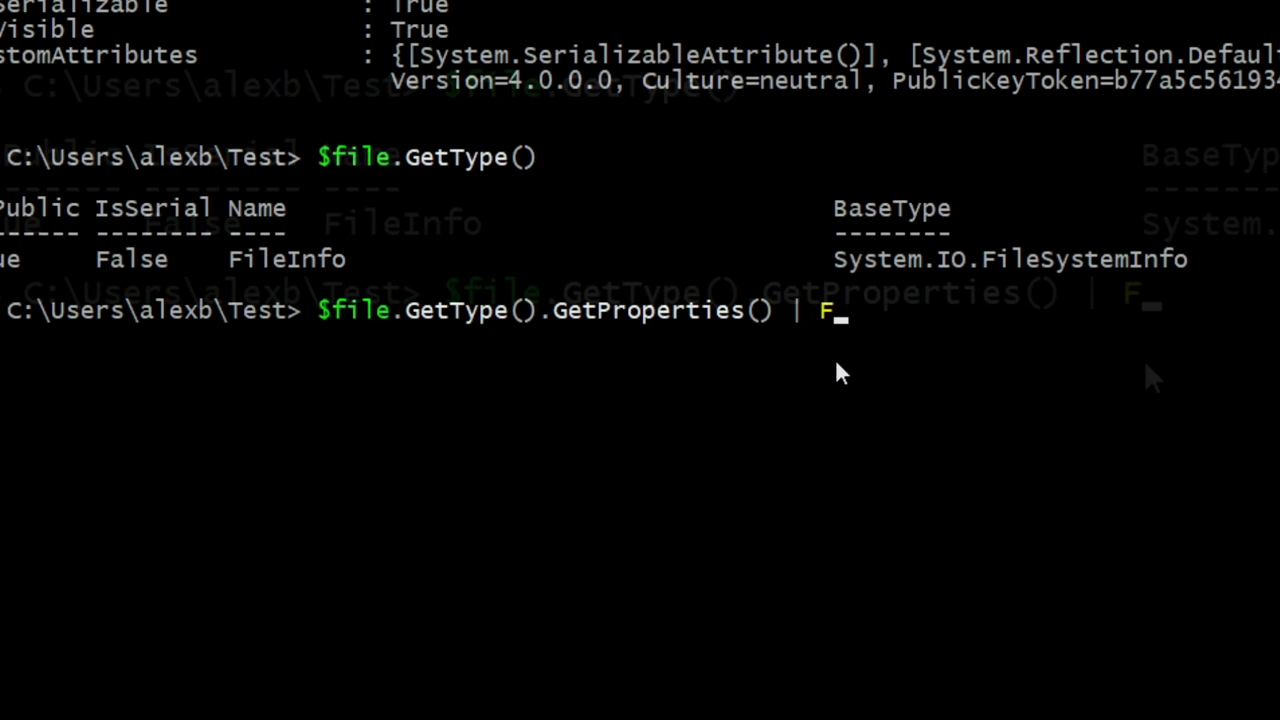 erializable : True
Visible : True
stomAttributes : {[System.SerializableAttribute()], [System.Reflection.Defaul
Version=4.0.0.0, Culture=neutral, PublicKeyToken=b77a5c56193
C:\Users\alexb\Test> $file.GetType()
Public IsSerial Name BaseType
------ -------- ---- --------
ue False FileInfo System.IO.FileSystemInfo
C:\Users\alexb\Test> $file.GetType().GetProperties() | F_